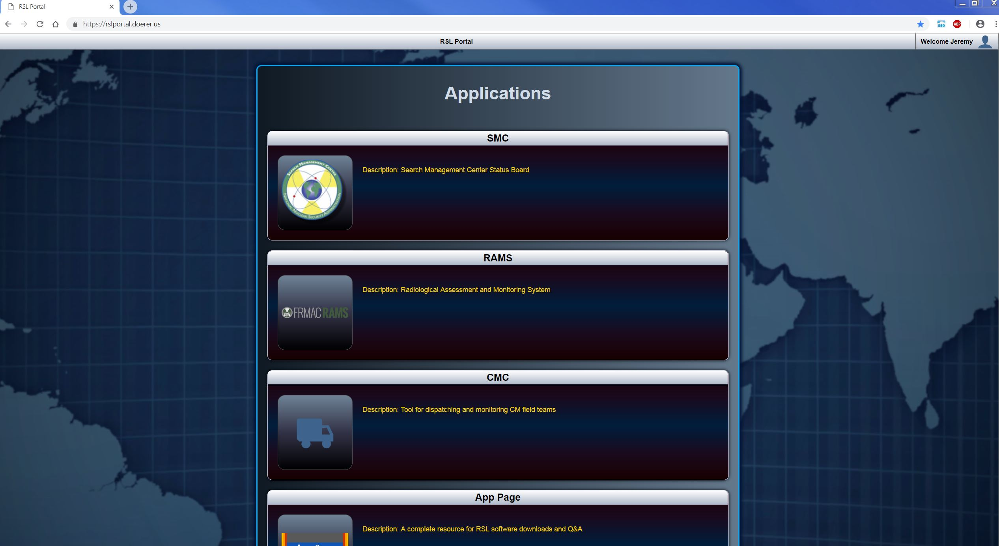 RSL Portal
https://rslportal.doerer.us
SSO
ABP
RSL Portal
Welcome Jeremy
Applications
SMC
SEARCH MANAGEMENT CENTER
NATIONAL NUCLEAR SECURITY ADMINISTRATION
Description: Search Management Center Status Board
RAMS
FRMAC RAMS
Description: Radiological Assessment and Monitoring System
CMC
Description: Tool for dispatching and monitoring CM field teams
App Page
Description: A complete resource for RSL software downloads and Q&A